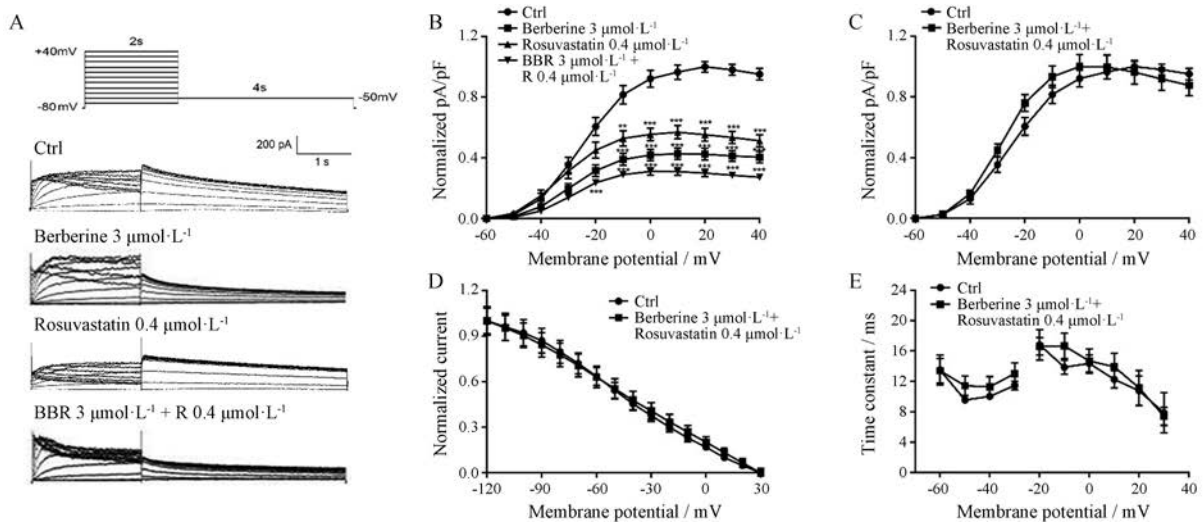 A
2s
+40mV
4s
-80mV
-50mV
200 pA
1 s
Ctrl
Berberine 3 μmol·L⁻¹
Rosuvastatin 0.4 μmol·L⁻¹
BBR 3 μmol·L⁻¹ + R 0.4 μmol·L⁻¹
B
Ctrl
Berberine 3 μmol·L⁻¹
Rosuvastatin 0.4 μmol·L⁻¹
BBR 3 μmol·L⁻¹ +
R 0.4 μmol·L⁻¹
Normalized pA/pF
1.2
0.8
0.4
0.0
** *** *** *** *** ***
*** *** *** *** *** ***
*** *** *** *** *** ***
***
-60 -40 -20 0 20 40
Membrane potential / mV
C
Ctrl
Berberine 3 μmol·L⁻¹+
Rosuvastatin 0.4 μmol·L⁻¹
Normalized pA/pF
1.2
0.8
0.4
0.0
-60 -40 -20 0 20 40
Membrane potential / mV
D
Ctrl
Berberine 3 μmol·L⁻¹+
Rosuvastatin 0.4 μmol·L⁻¹
Normalized current
1.2
0.9
0.6
0.3
0.0
-120 -90 -60 -30 0 30
Membrane potential / mV
E
Ctrl
Berberine 3 μmol·L⁻¹+
Rosuvastatin 0.4 μmol·L⁻¹
Time constant / ms
24
20
16
12
8
4
0
-60 -40 -20 0 20 40
Membrane potential / mV